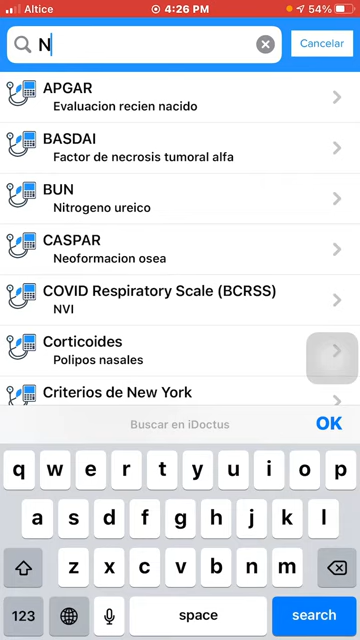 Altice 4:26 PM 54%
N Cancelar
APGAR
Evaluacion recien nacido
BASDAI
Factor de necrosis tumoral alfa
BUN
Nitrogeno ureico
CASPAR
Neoformacion osea
COVID Respiratory Scale (BCRSS)
NVI
Corticoides
Polipos nasales
Criterios de New York
Buscar en iDoctus OK
q w e r t y u i o p
a s d f g h j k l
z x c v b n m
123 space search